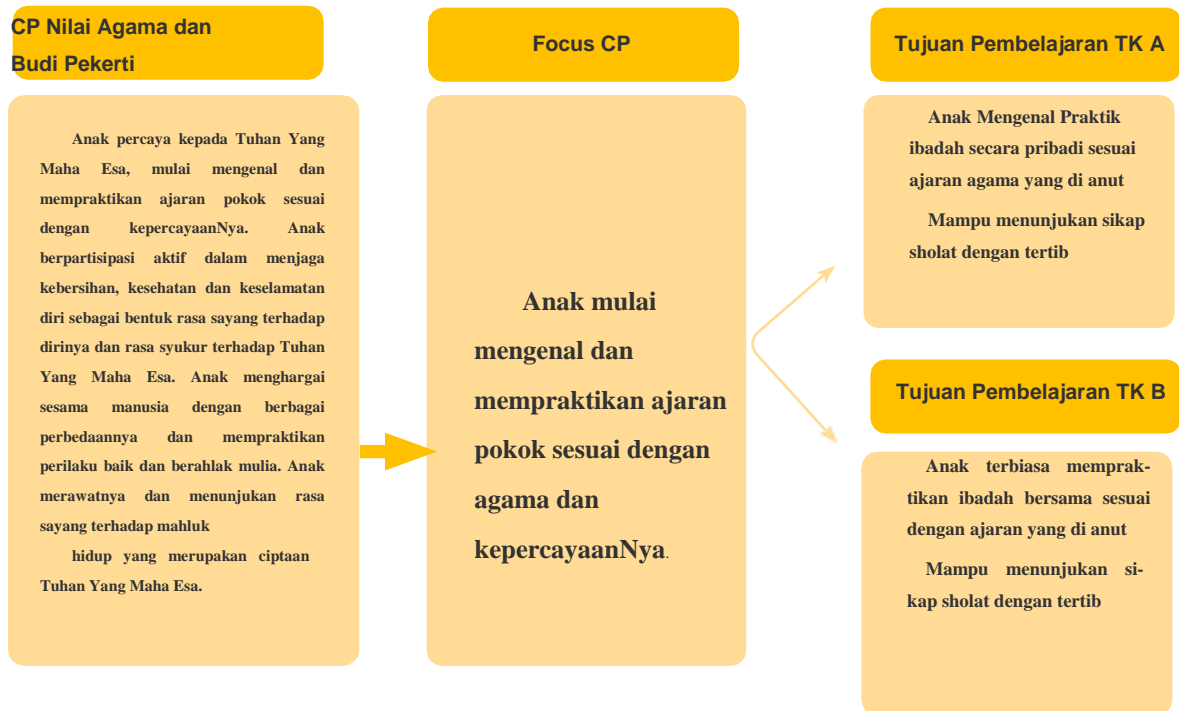 CP Nilai Agama dan
Budi Pekerti
Anak percaya kepada Tuhan Yang
Maha Esa, mulai mengenal dan
mempraktikan ajaran pokok sesuai
dengan kepercayaanNya. Anak
berpartisipasi aktif dalam menjaga
kebersihan, kesehatan dan keselamatan
diri sebagai bentuk rasa sayang terhadap
dirinya dan rasa syukur terhadap Tuhan
Yang Maha Esa. Anak menghargai
sesama manusia dengan berbagai
perbedaannya dan mempraktikan
perilaku baik dan berahlak mulia. Anak
merawatnya dan menunjukan rasa
sayang terhadap mahluk
hidup yang merupakan ciptaan
Tuhan Yang Maha Esa.
Focus CP
Anak mulai
mengenal dan
mempraktikan ajaran
pokok sesuai dengan
agama dan
kepercayaanNya.
Tujuan Pembelajaran TK A
Anak Mengenal Praktik
ibadah secara pribadi sesuai
ajaran agama yang di anut
Mampu menunjukan sikap
sholat dengan tertib
Tujuan Pembelajaran TK B
Anak terbiasa memprak-
tikan ibadah bersama sesuai
dengan ajaran yang di anut
Mampu menunjukan si-
kap sholat dengan tertib